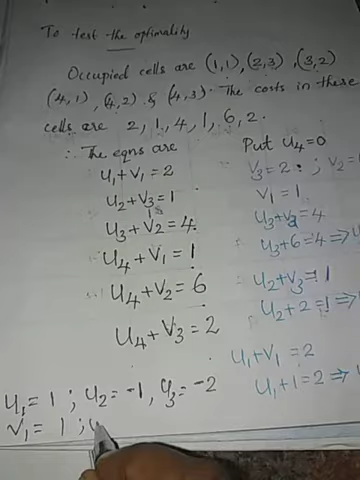 To test the optimality
Occupied cells are (1,1), (2,3), (3,2)
(4,1), (4,2) & (4,3). The costs in these
cells are 2, 1, 4, 1, 6, 2.
∴ The eqns are
Put U4=0
U1+V1=2
V3=2 ; V2=
U2+V3=1
V1=1
U3+V2=4
U3+V2=4
U3+6=4 ⇒
U4+V1=1
U2+V3=1
U4+V2=6
U2+2=1 ⇒
U4+V3=2
U1+V1=2
U1+1=2 ⇒
U1=1 ; U2=-1, U3=-2
V1=1 ;